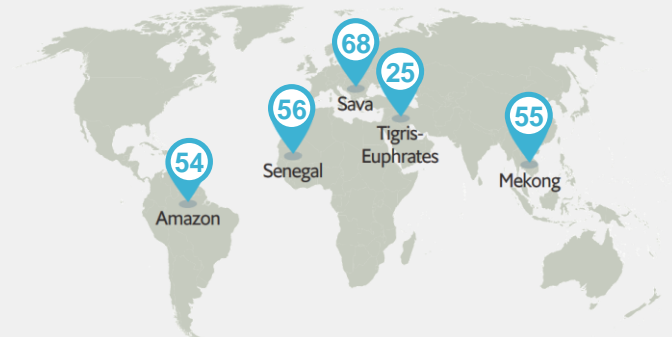 68
Sava
25
Tigris-
Euphrates
56
Senegal
55
Mekong
54
Amazon